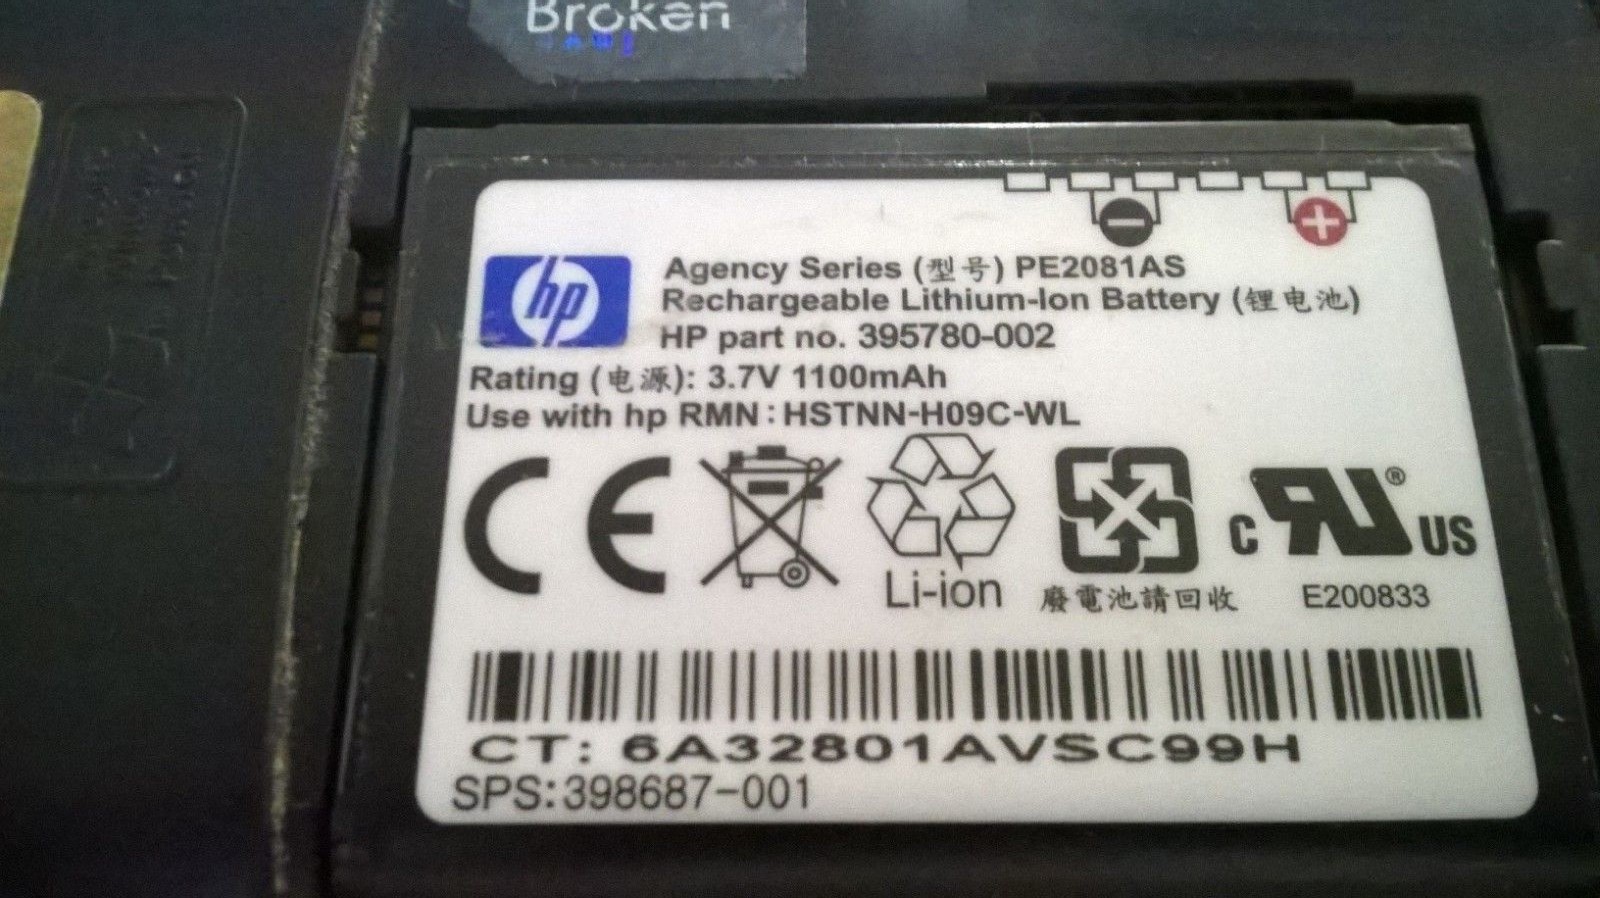 Broken
hp
Agency Series (型号) PE2081AS
Rechargeable Lithium-Ion Battery (锂电池)
HP part no. 395780-002
Rating (电源): 3.7V 1100mAh
Use with hp RMN: HSTNN-H09C-WL
CE
Li-ion
廢電池請回收
C RU® US
E200833
CT: 6A32801AVSC99H
SPS:398687-001